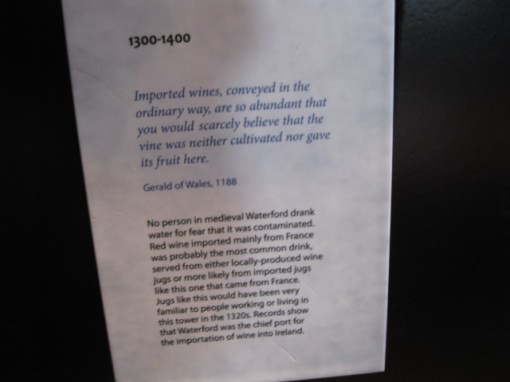 1300-1400
Imported wines, conveyed in the
ordinary way, are so abundant that
you would scarcely believe that the
vine was neither cultivated nor gave
its fruit here.
Gerald of Wales, 1188
No person in medieval Waterford drank
water for fear that it was contaminated.
Red wine imported mainly from France
was probably the most common drink,
served from either locally-produced wine
jugs or more likely from imported jugs
like this one that came from France.
Jugs like this would have been very
familiar to people working or living in
this tower in the 1320s. Records show
that Waterford was the chief port for
the importation of wine into Ireland.